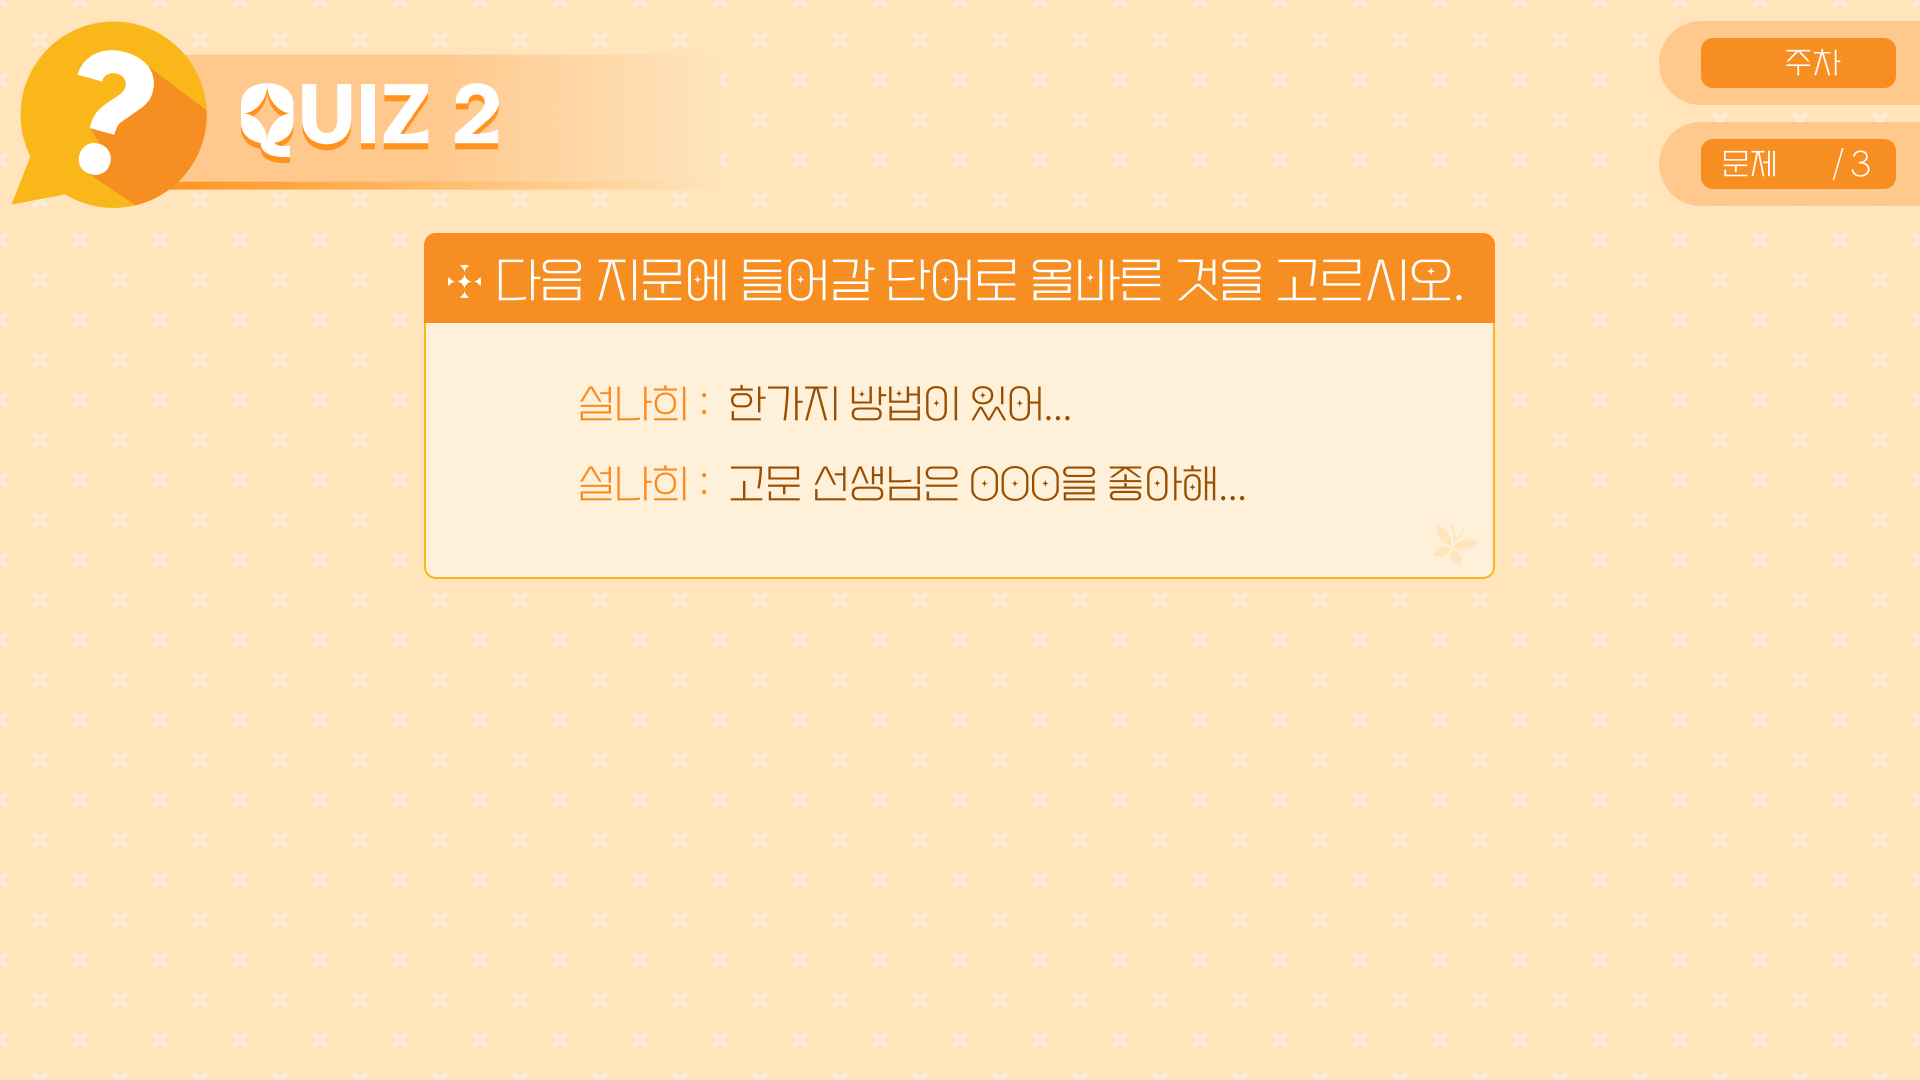 QUIZ 2
주차
문제 /3
다음 지문에 들어갈 단어로 올바른 것을 고르시오.
설나희 : 한가지 방법이 있어...
설나희 : 고문 선생님은 OOO을 좋아해...